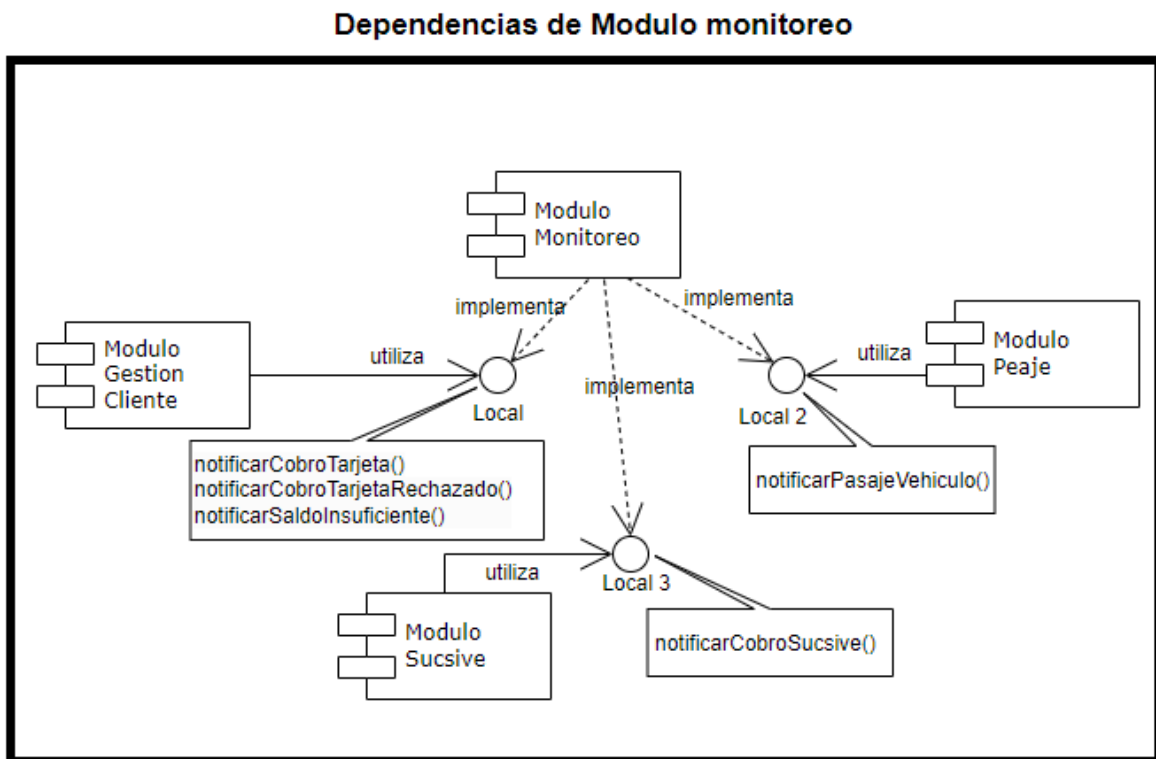 Dependencias de Modulo monitoreo
Modulo
Monitoreo
implementa
implementa
implementa
Modulo
Gestion
Cliente
utiliza
Local
notificarCobroTarjeta()
notificarCobroTarjetaRechazado()
notificarSaldoInsuficiente()
utiliza
Modulo
Peaje
Local 2
notificarPasajeVehiculo()
utiliza
Local 3
Modulo
Sucsive
notificarCobroSucsive()